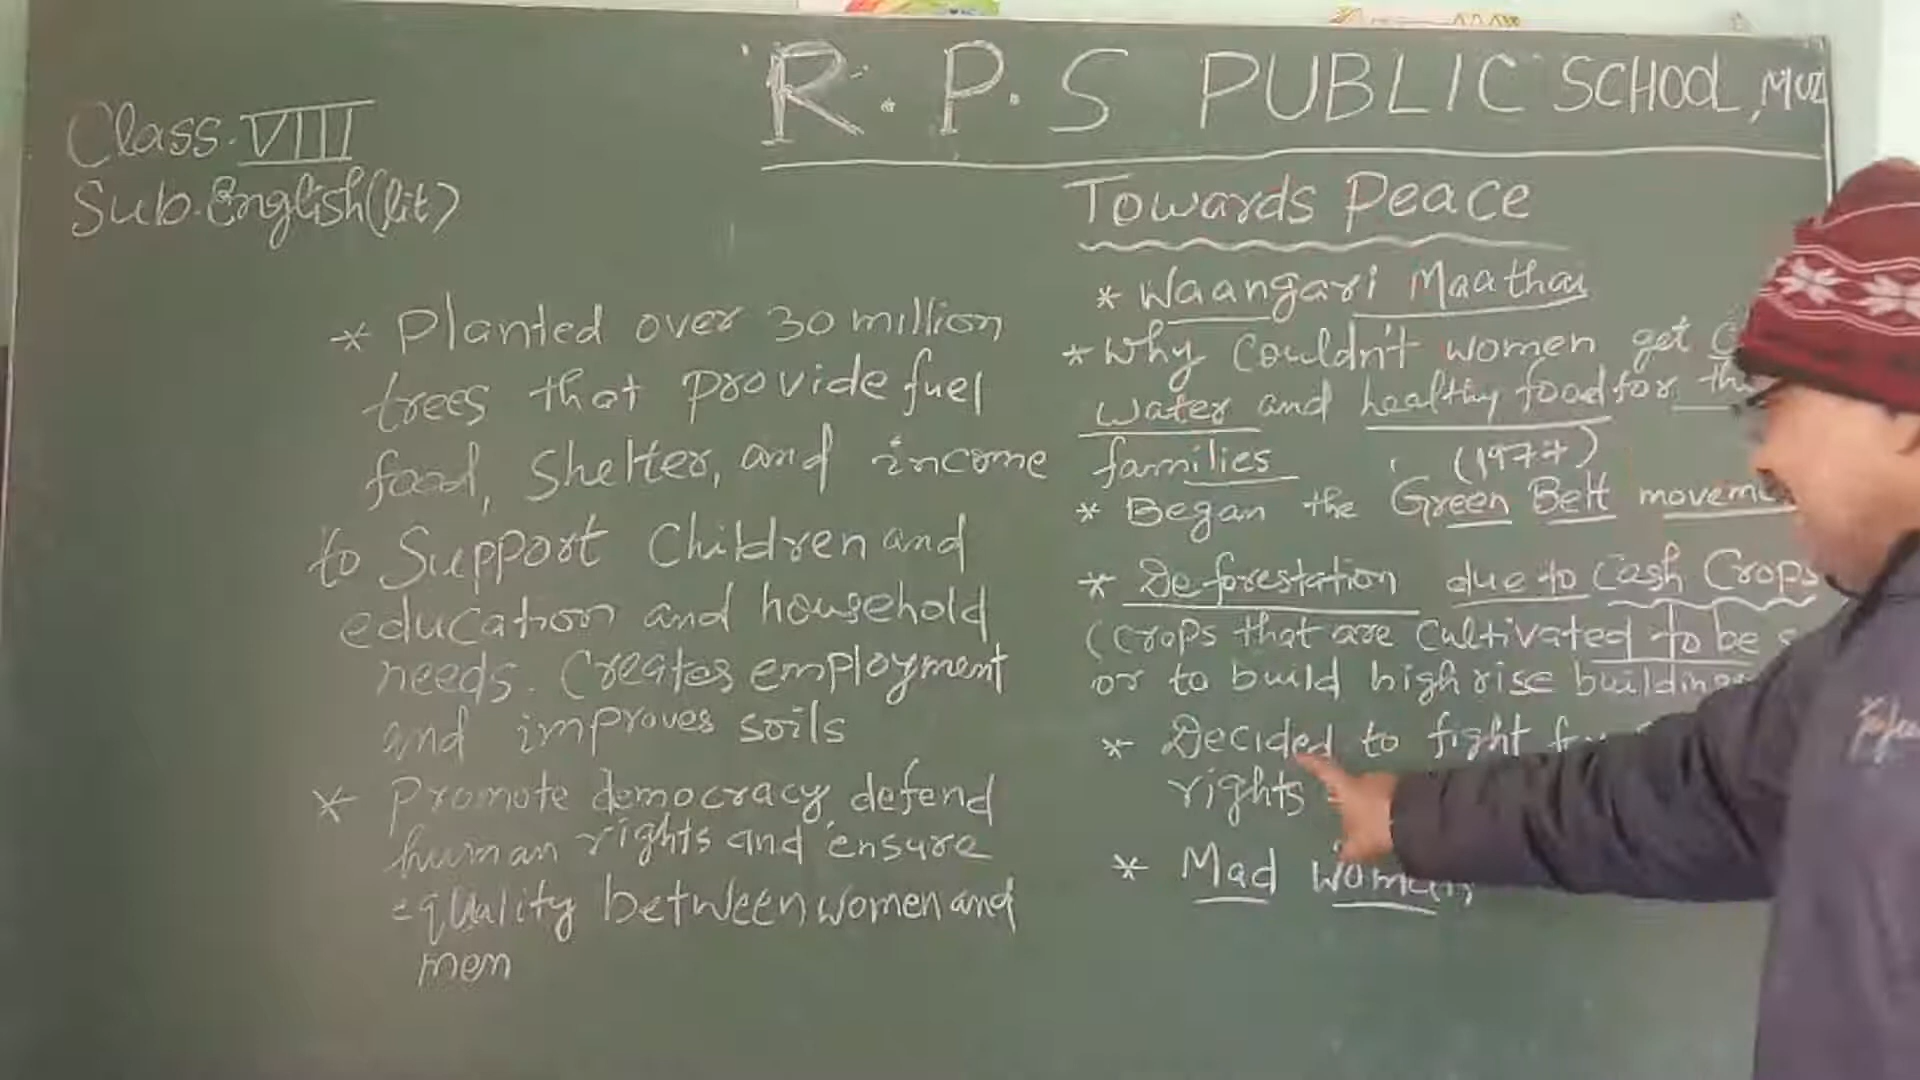 R. P. S PUBLIC SCHOOL, MUZ
Class. VIII
Sub. English (lit)
Towards Peace
* Waangari Maathai
* Why Couldn't women get
water and healthy food for
families
(1977)
* Began the Green Belt
* Deforestation due to Cash Crops
(Crops that are Cultivated to be
or to build high rise buildings
* Decided to fight
rights
* Mad Women,
* Planted over 30 million
trees that provide fuel
food, Shelter, and income
to Support Children and
education and household
needs. Creates employment
and improves soils
* Promote democracy, defend
human rights and ensure
equality between women and
men